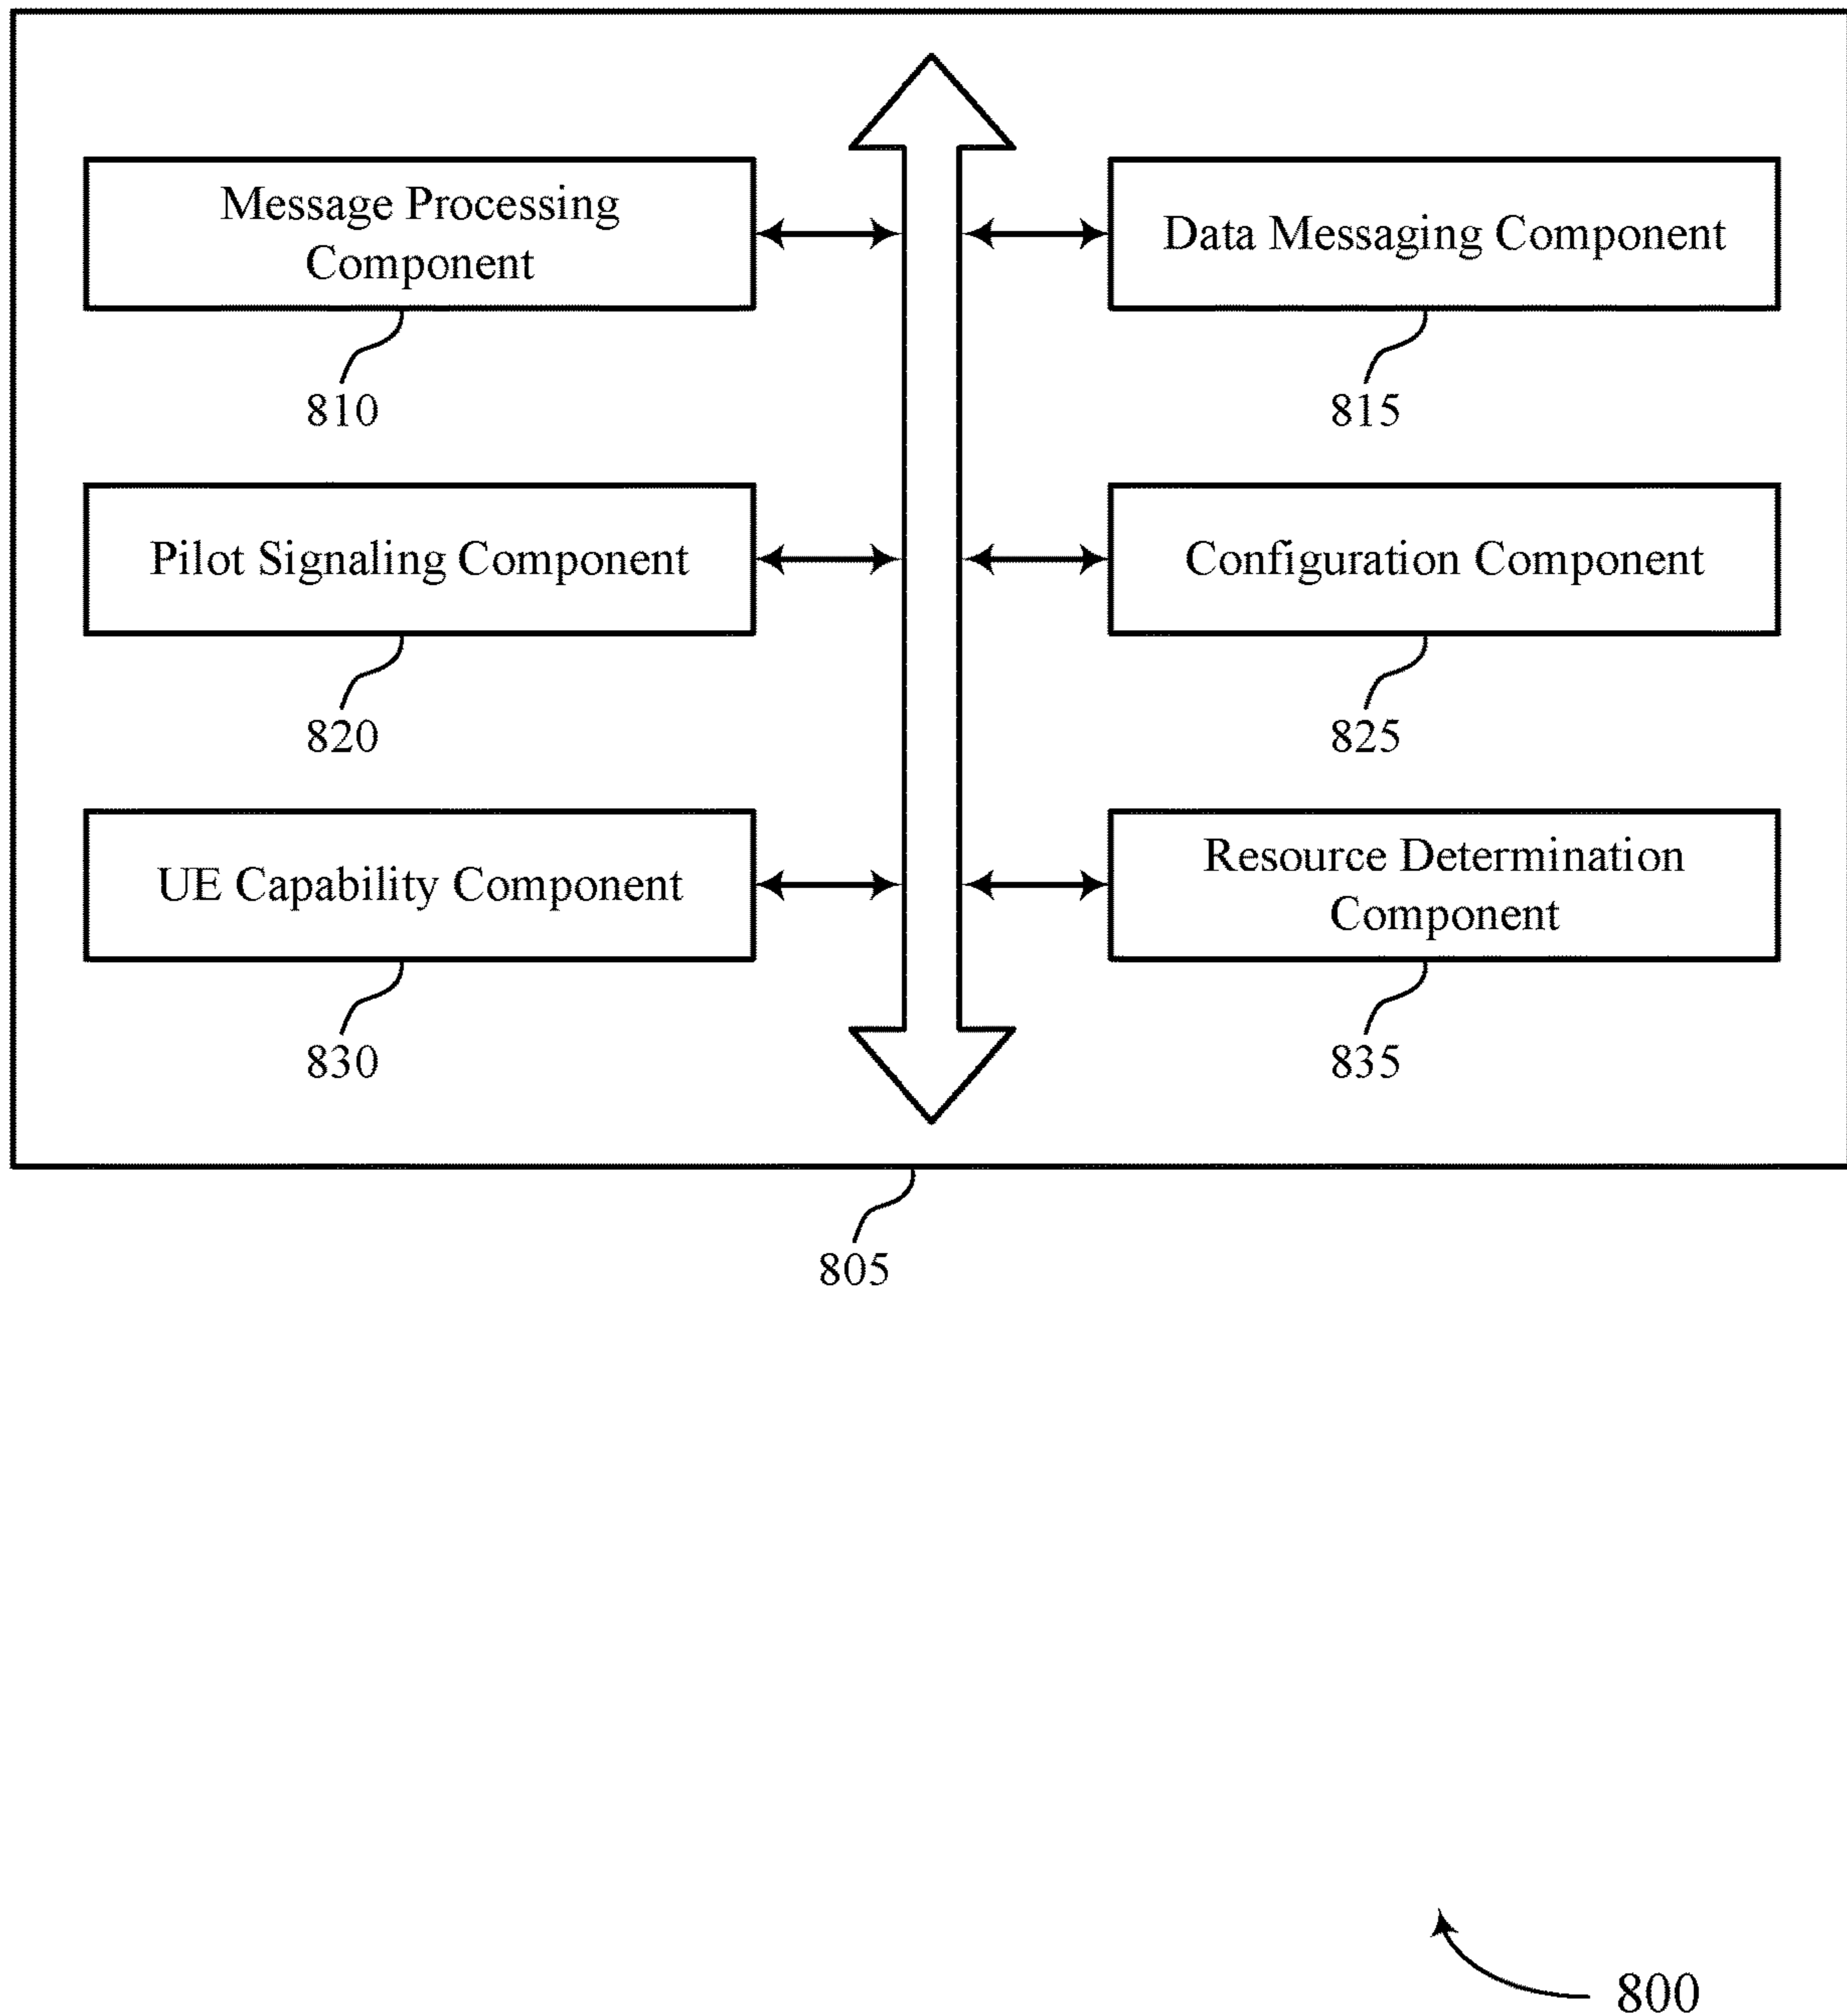 Message Processing
Component
Data Messaging Component
810
815
Pilot Signaling Component
Configuration Component
820
825
UE Capability Component
Resource Determination
Component
830
835
805
800